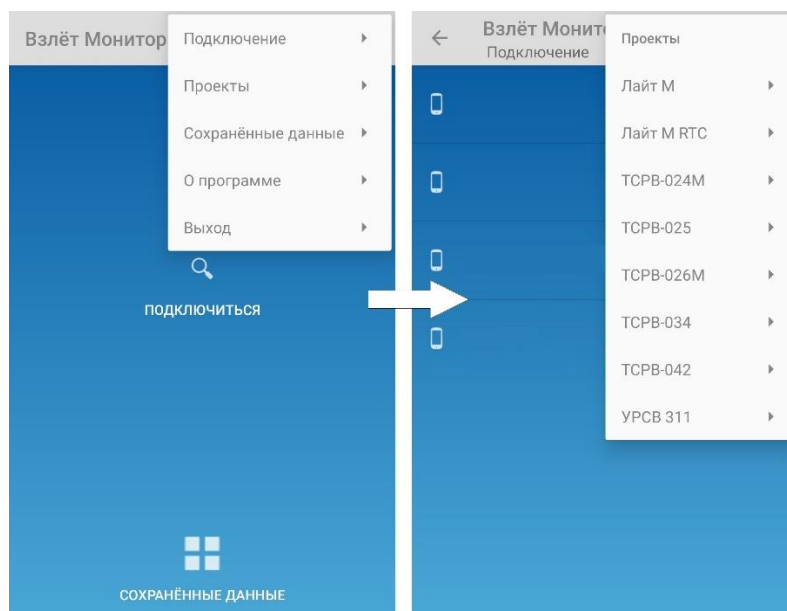 Взлёт Монитор
Подключение
Проекты
Сохранённые данные
О программе
Выход
ПОДКЛЮЧИТЬСЯ
СОХРАНЁННЫЕ ДАННЫЕ
Взлёт Монит
Подключение
Проекты
Лайт М
Лайт М RTC
ТСРВ-024М
ТСРВ-025
ТСРВ-026М
ТСРВ-034
ТСРВ-042
УРСВ 311